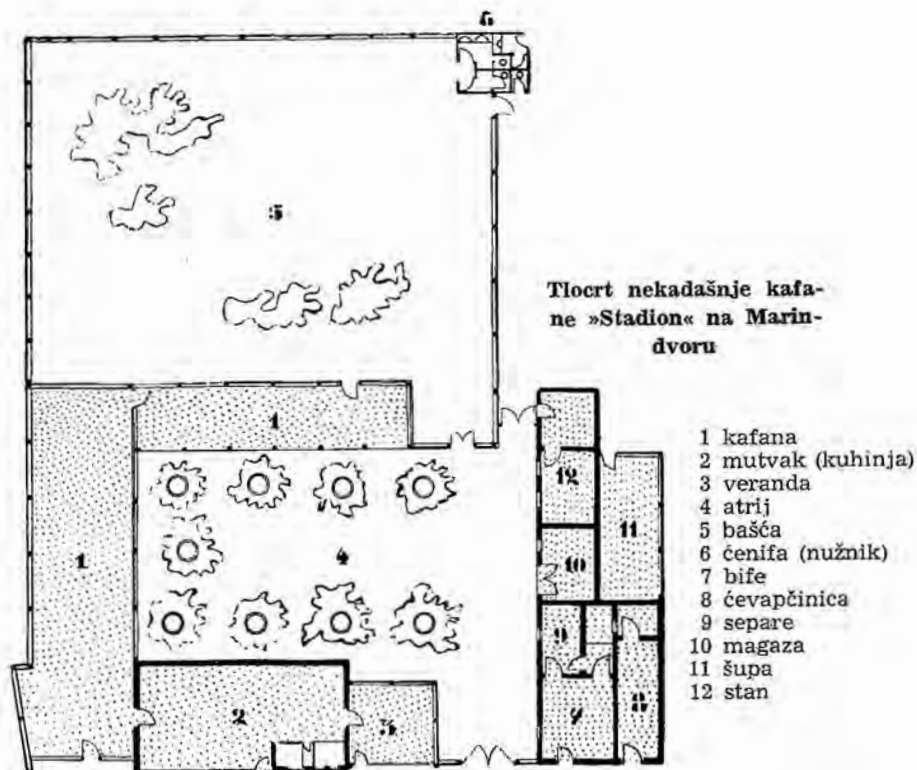 6
5
Tlocrt nekadašnje kafa-
ne »Stadion« na Marin-
dvoru
1
1 kafana
2 mutvak (kuhinja)
3 veranda
4 atrij
5 bašća
6 ćenifa (nužnik)
7 bife
8 ćevapčinica
9 separe
10 magaza
11 šupa
12 stan
12
11
1
4
10
9
2
3
7
8